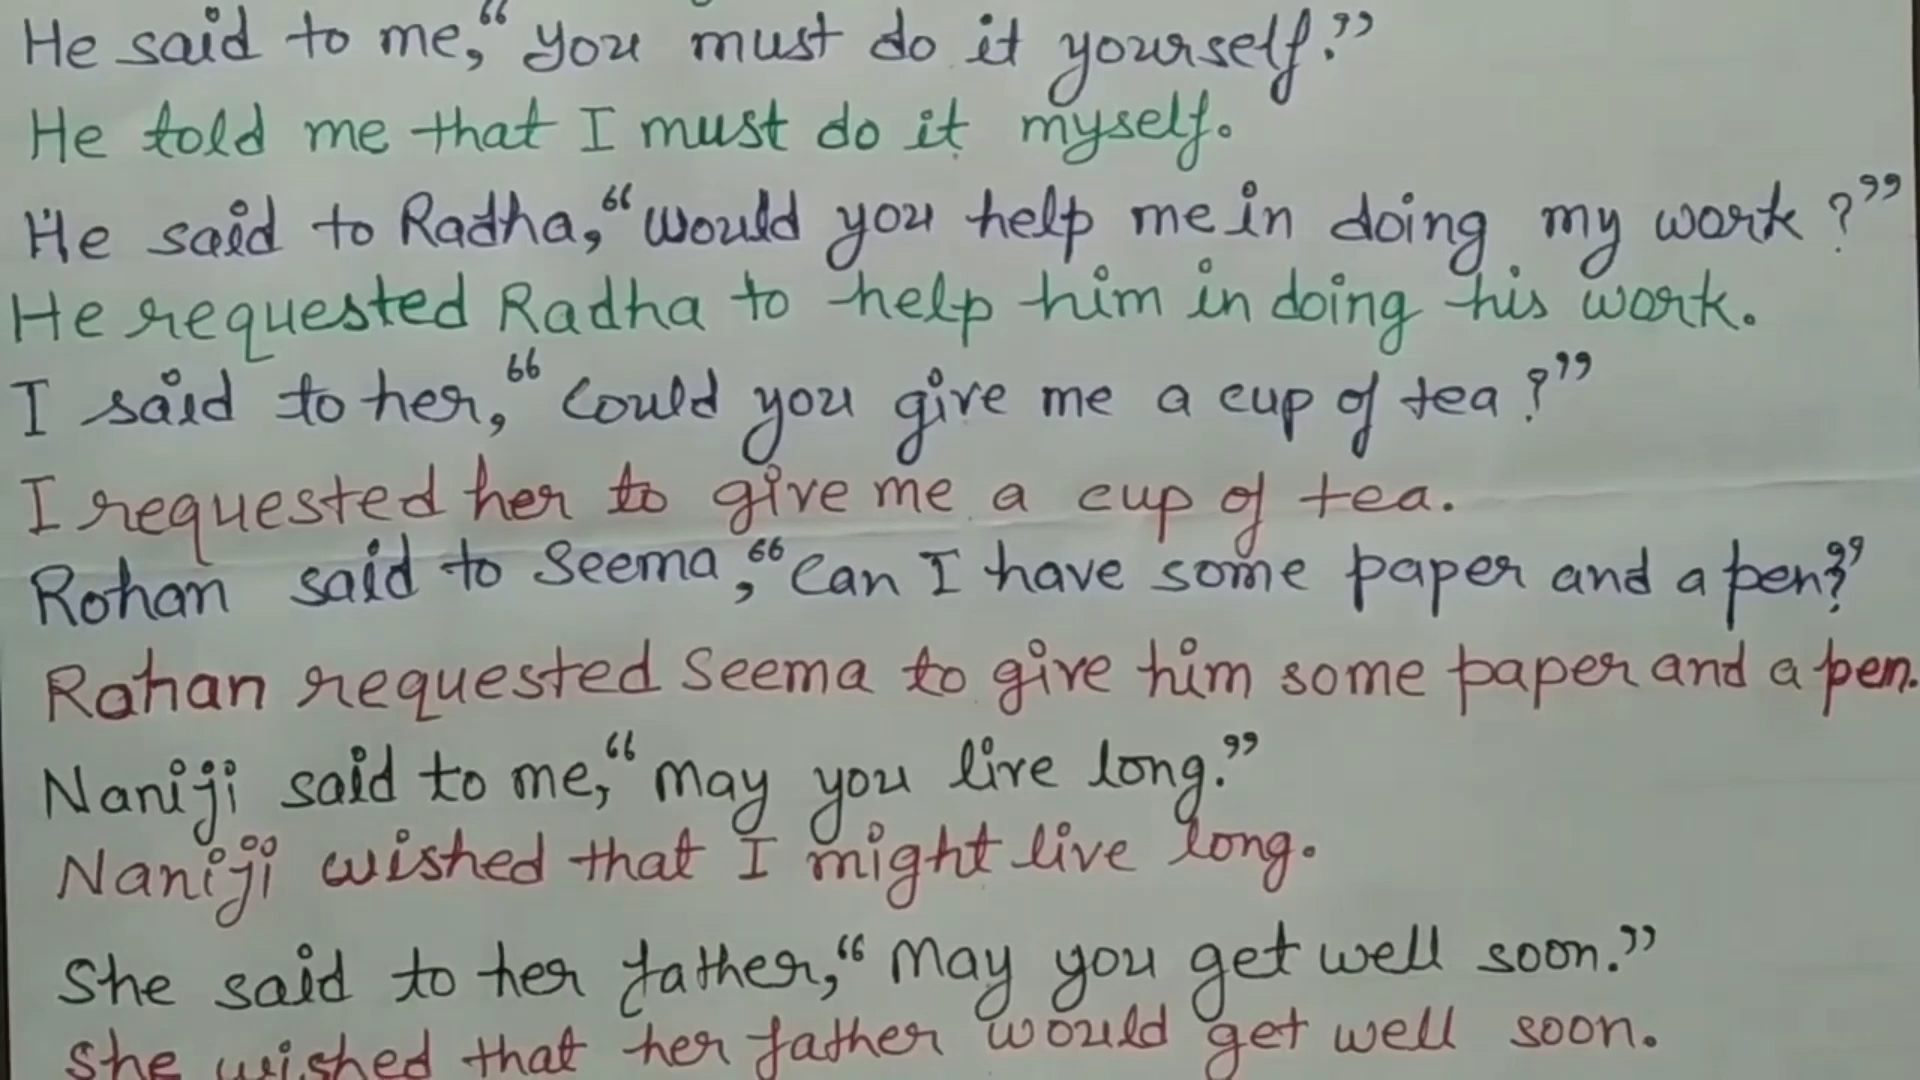 He said to me, "you must do it yourself."
He told me that I must do it myself.
He said to Radha, "would you help me in doing my work?"
He requested Radha to help him in doing his work.
I said to her, "Could you give me a cup of tea?"
I requested her to give me a cup of tea.
Rohan said to Seema, "Can I have some paper and a pen?"
Rohan requested Seema to give him some paper and a pen.
Naniji said to me, "May you live long."
Naniji wished that I might live long.
She said to her father, "May you get well soon."
She wished that her father would get well soon.